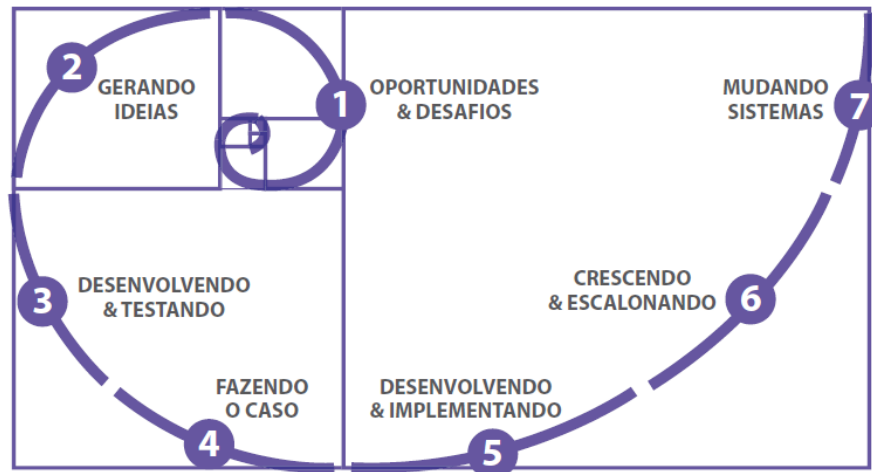 1
OPORTUNIDADES
& DESAFIOS
2
GERANDO
IDEIAS
3
DESENVOLVENDO
& TESTANDO
4
FAZENDO
O CASO
5
DESENVOLVENDO
& IMPLEMENTANDO
6
CRESCENDO
& ESCALONANDO
7
MUDANDO
SISTEMAS